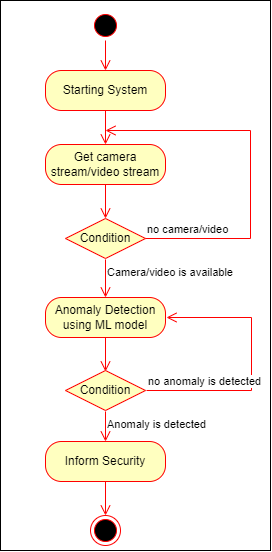 Starting System
Get camera
stream/video stream
Condition
no camera/video
Camera/video is available
Anomaly Detection
using ML model
Condition
no anomaly is detected
Anomaly is detected
Inform Security